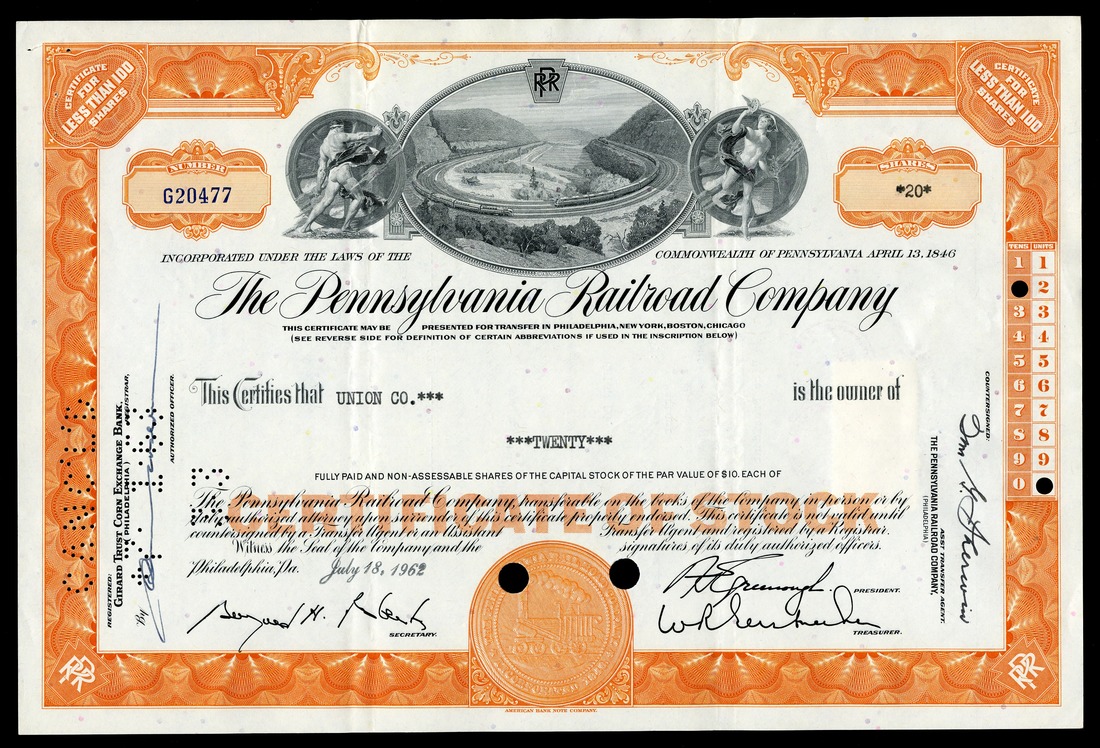 PRR
CERTIFICATE
FOR
LESS THAN 100
SHARES
CERTIFICATE
FOR
LESS THAN 100
SHARES
NUMBER
G20477
SHARES
*20*
INCORPORATED UNDER THE LAWS OF THE COMMONWEALTH OF PENNSYLVANIA APRIL 13, 1846
The Pennsylvania Railroad Company
THIS CERTIFICATE MAY BE PRESENTED FOR TRANSFER IN PHILADELPHIA, NEW YORK, BOSTON, CHICAGO
(SEE REVERSE SIDE FOR DEFINITION OF CERTAIN ABBREVIATIONS IF USED IN THE INSCRIPTION BELOW)
This Certifies that UNION CO.*** is the owner of
***TWENTY***
FULLY PAID AND NON-ASSESSABLE SHARES OF THE CAPITAL STOCK OF THE PAR VALUE OF $10. EACH OF
CERTIFICATE OF STOCK
The Pennsylvania Railroad Company, transferable on the books of the Company in person or by
duly authorized attorney upon surrender of this certificate properly endorsed. This certificate is not valid until
countersigned by a Transfer Agent or an Assistant Transfer Agent and registered by a Registrar.
Witness the Seal of the Company and the signatures of its duly authorized officers.
Philadelphia, Pa. July 18, 1962
PRESIDENT.
SECRETARY.
TREASURER.
AMERICAN BANK NOTE COMPANY.
REGISTERED:
GIRARD TRUST CORN EXCHANGE BANK,
(PHILADELPHIA) REGISTRAR,
By
AUTHORIZED OFFICER.
CANCELLED
COUNTERSIGNED:
THE PENNSYLVANIA RAILROAD COMPANY,
(PHILADELPHIA)
ASST TRANSFER AGENT.
TENS UNITS
1 1
2
3 3
4 4
5 5
6 6
7 7
8 8
9 9
0
PRR
PRR